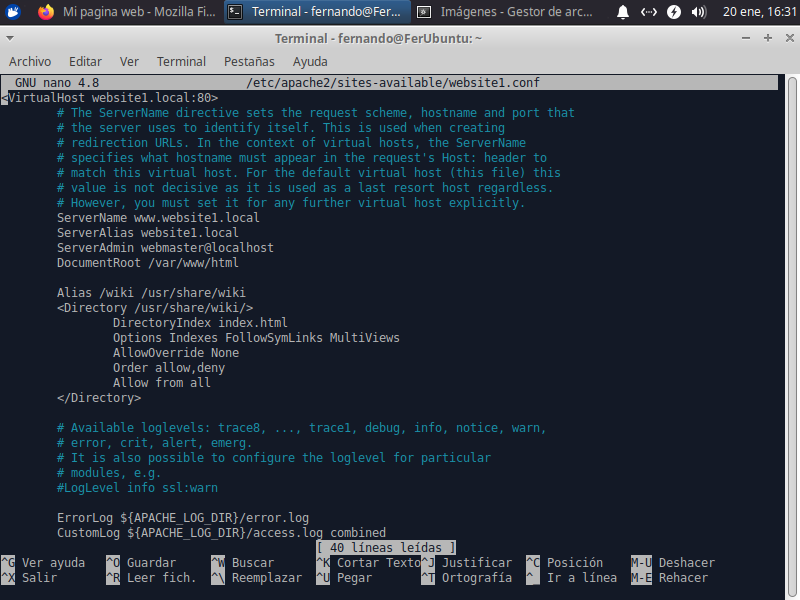 Mi pagina web - Mozilla Fi...
Terminal - fernando@FerU...
Imágenes - Gestor de arc...
20 ene, 16:31
Terminal - fernando@FerUbuntu: ~
Archivo Editar Ver Terminal Pestañas Ayuda
GNU nano 4.8 /etc/apache2/sites-available/website1.conf
<VirtualHost website1.local:80>
# The ServerName directive sets the request scheme, hostname and port that
# the server uses to identify itself. This is used when creating
# redirection URLs. In the context of virtual hosts, the ServerName
# specifies what hostname must appear in the request's Host: header to
# match this virtual host. For the default virtual host (this file) this
# value is not decisive as it is used as a last resort host regardless.
# However, you must set it for any further virtual host explicitly.
ServerName www.website1.local
ServerAlias website1.local
ServerAdmin webmaster@localhost
DocumentRoot /var/www/html
Alias /wiki /usr/share/wiki
<Directory /usr/share/wiki/>
DirectoryIndex index.html
Options Indexes FollowSymLinks MultiViews
AllowOverride None
Order allow,deny
Allow from all
</Directory>
# Available loglevels: trace8, ..., trace1, debug, info, notice, warn,
# error, crit, alert, emerg.
# It is also possible to configure the loglevel for particular
# modules, e.g.
#LogLevel info ssl:warn
ErrorLog ${APACHE_LOG_DIR}/error.log
CustomLog ${APACHE_LOG_DIR}/access.log combined
[ 40 líneas leídas ]
^G Ver ayuda ^O Guardar ^W Buscar ^K Cortar Texto ^J Justificar ^C Posición M-U Deshacer
^X Salir ^R Leer fich. ^\ Reemplazar ^U Pegar ^T Ortografía ^_ Ir a línea M-E Rehacer